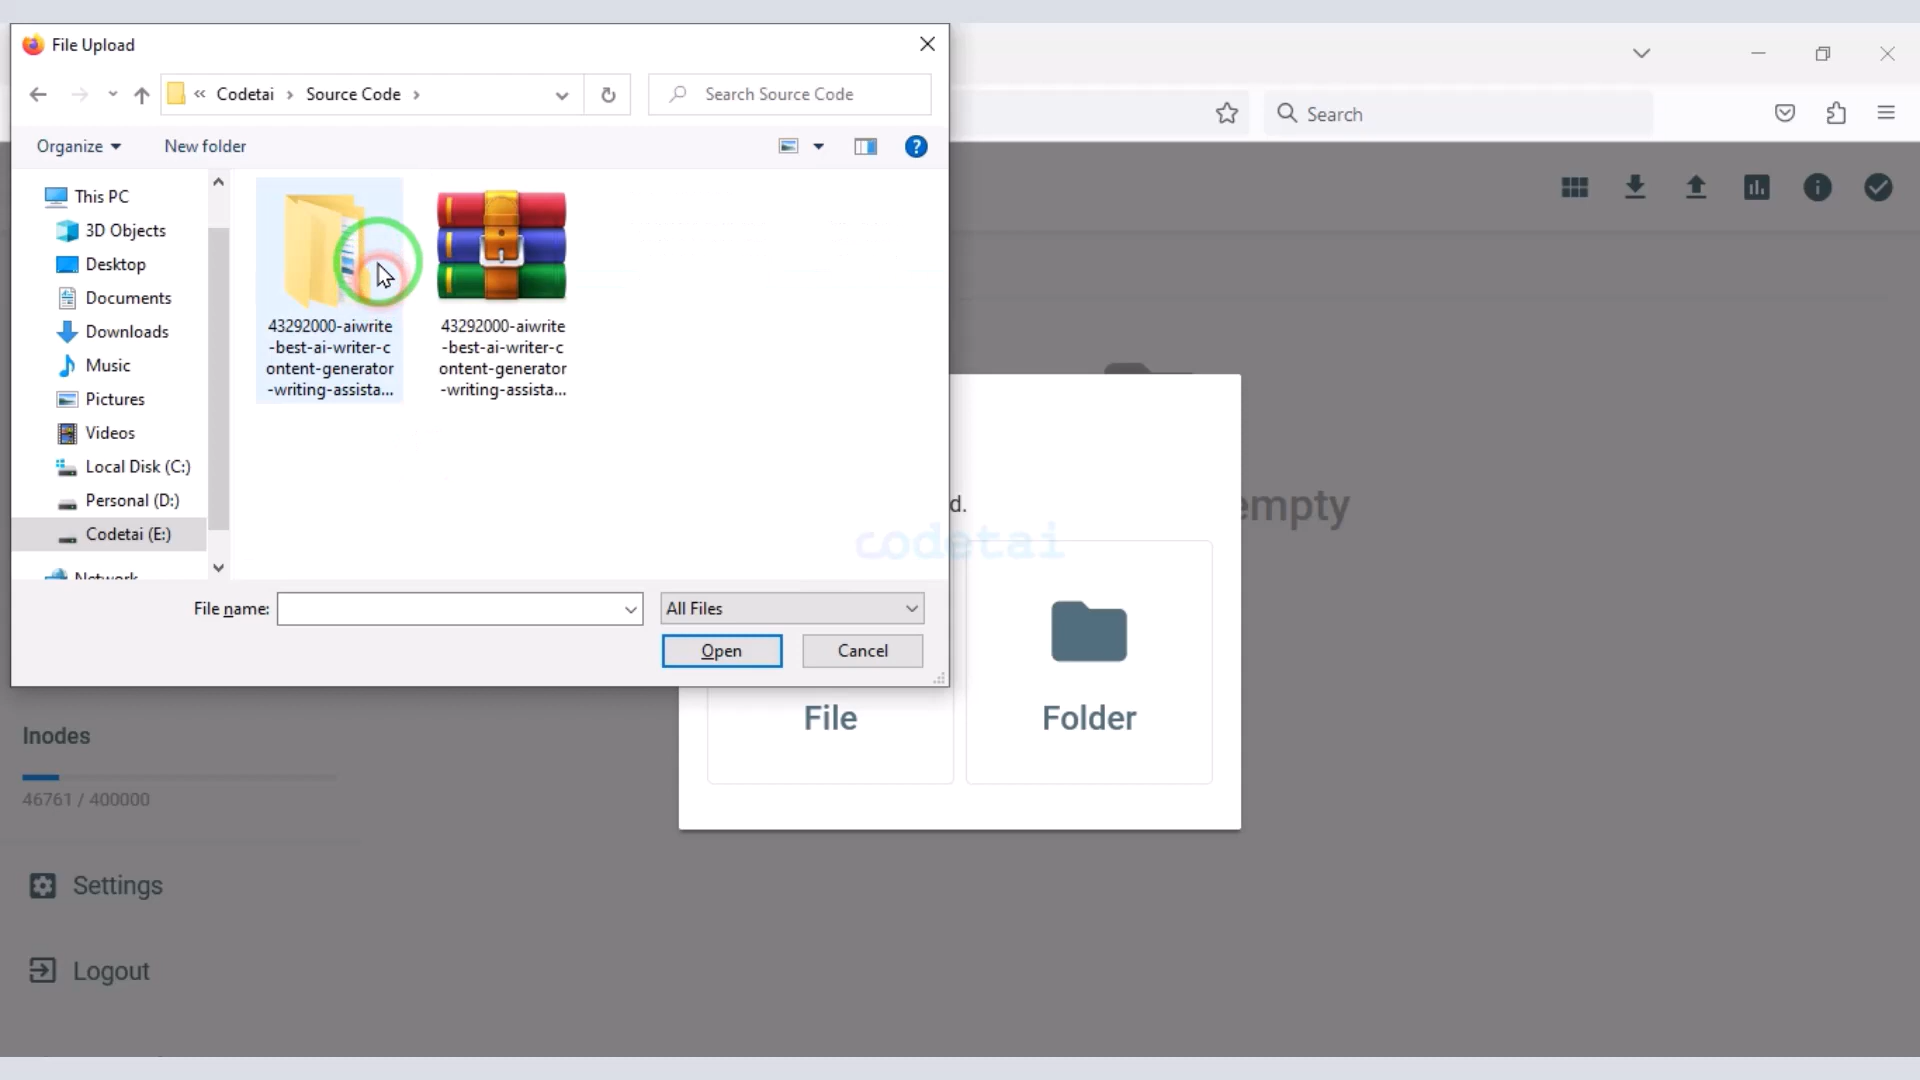 File Upload
« Codetai › Source Code ›
Search Source Code
Search
Organize
New folder
?
This PC
3D Objects
Desktop
Documents
Downloads
Music
Pictures
Videos
Local Disk (C:)
Personal (D:)
Codetai (E:)
Network
43292000-aiwrite
-best-ai-writer-c
ontent-generator
-writing-assista...
43292000-aiwrite
-best-ai-writer-c
ontent-generator
-writing-assista...
File name:
All Files
Open
Cancel
d.
empty
codetai
File
Folder
Inodes
46761 / 400000
Settings
Logout